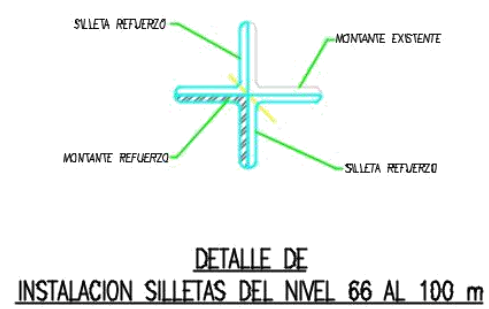 SILLETA REFUERZO
MONTANTE EXISTENTE
MONTANTE REFUERZO
SILLETA REFUERZO
DETALLE DE
INSTALACION SILLETAS DEL NIVEL 66 AL 100 m